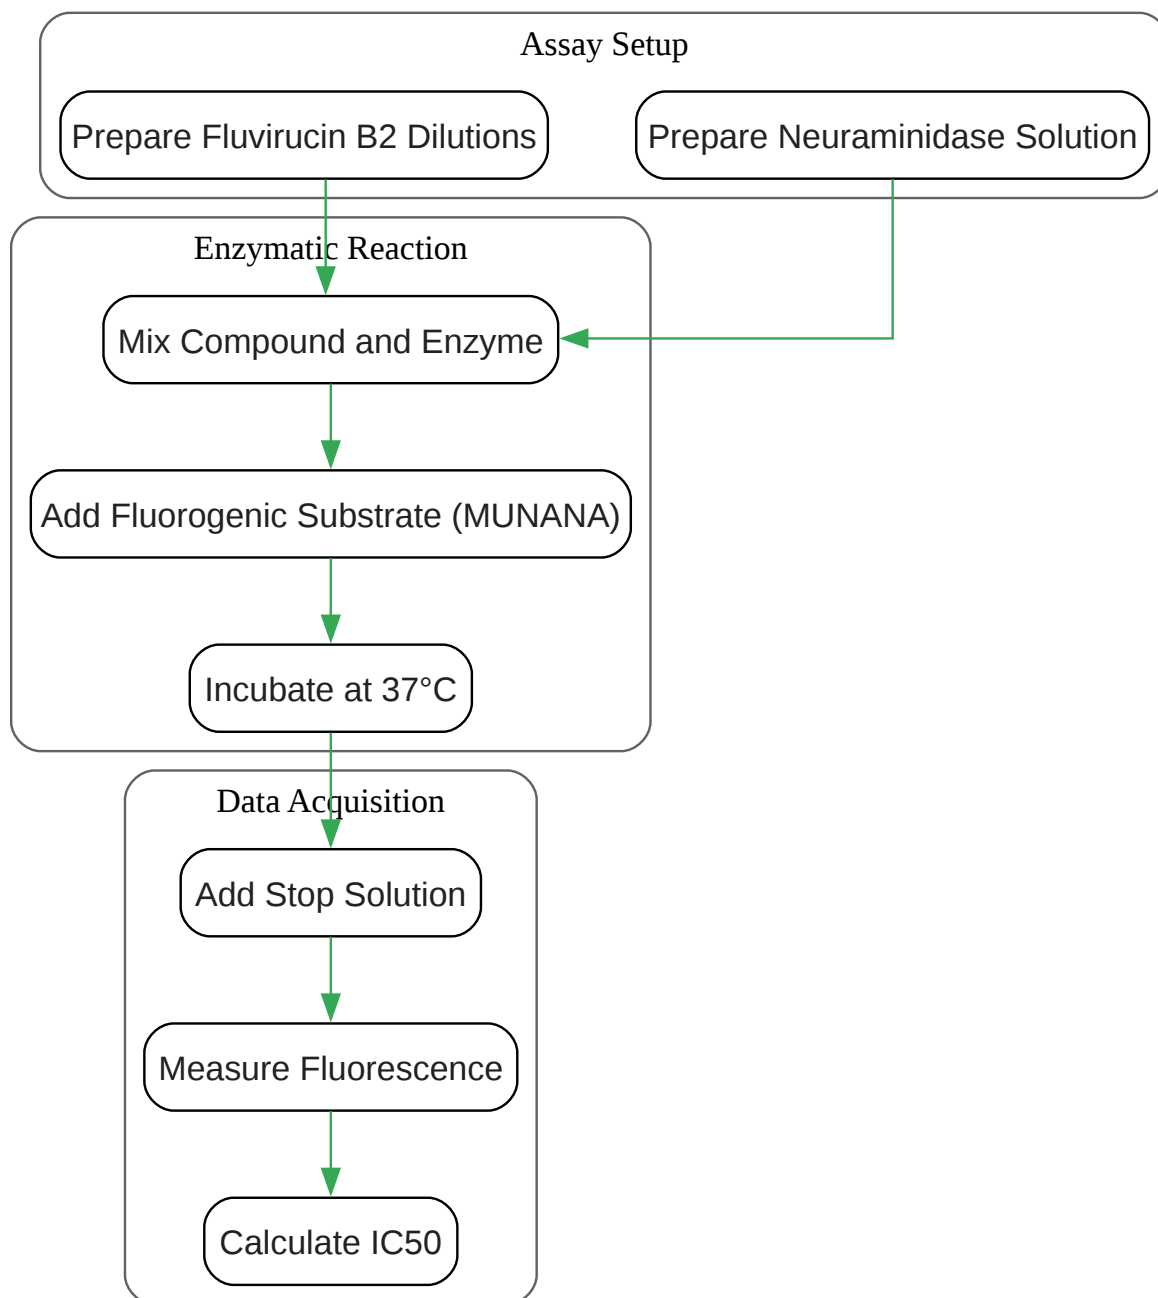 Assay Setup
Prepare Fluvirucin B2 Dilutions
Prepare Neuraminidase Solution
Enzymatic Reaction
Mix Compound and Enzyme
Add Fluorogenic Substrate (MUNANA)
Incubate at 37°C
Data Acquisition
Add Stop Solution
Measure Fluorescence
Calculate IC50